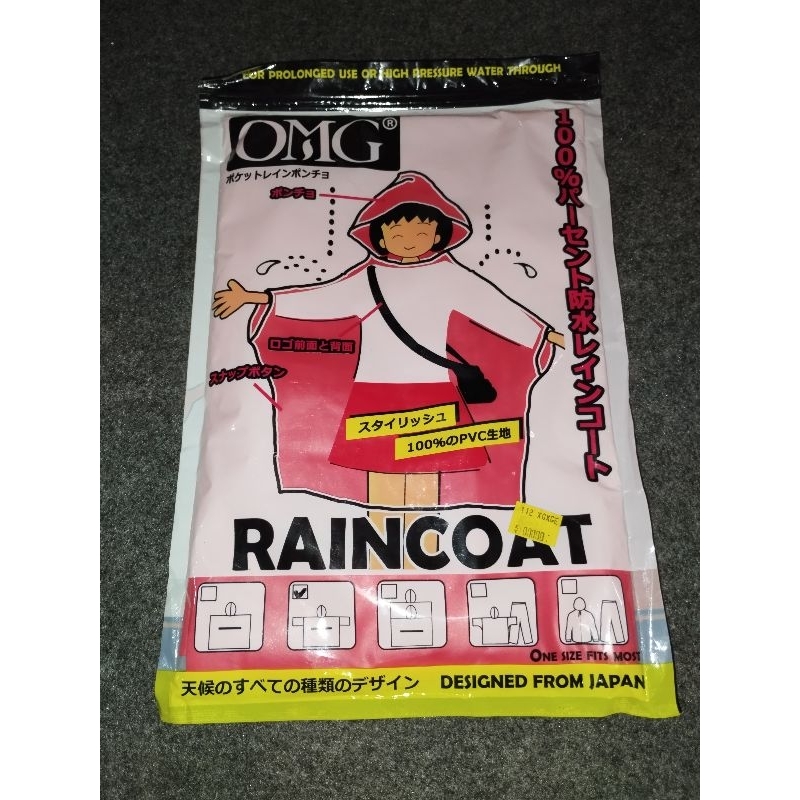 FOR PROLONGED USE OR HIGH PRESSURE WATER THROUGH
OMG®
ポケットレインポンチョ
ポンチョ
100%パーセント防水レインコート
ロゴ前面と背面
スナップボタン
スタイリッシュ
100%のPVC生地
RAINCOAT
ONE SIZE FITS MOST
天候のすべての種類のデザイン DESIGNED FROM JAPAN